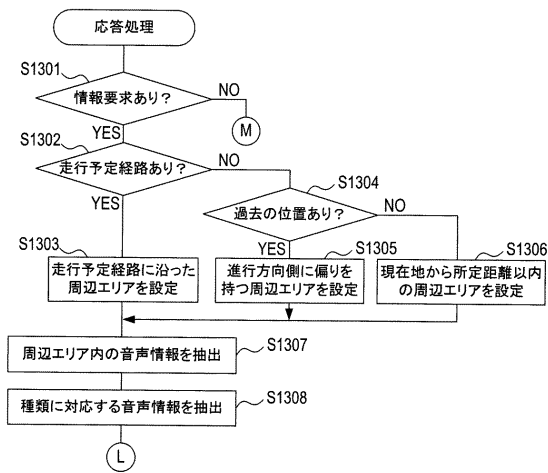 応答処理
S1301
情報要求あり?
NO
M
YES
S1302
走行予定経路あり?
NO
YES
S1304
過去の位置あり?
NO
YES
S1303
走行予定経路に沿った
周辺エリアを設定
S1305
進行方向側に偏りを
持つ周辺エリアを設定
S1306
現在地から所定距離以内
の周辺エリアを設定
S1307
周辺エリア内の音声情報を抽出
S1308
種類に対応する音声情報を抽出
L